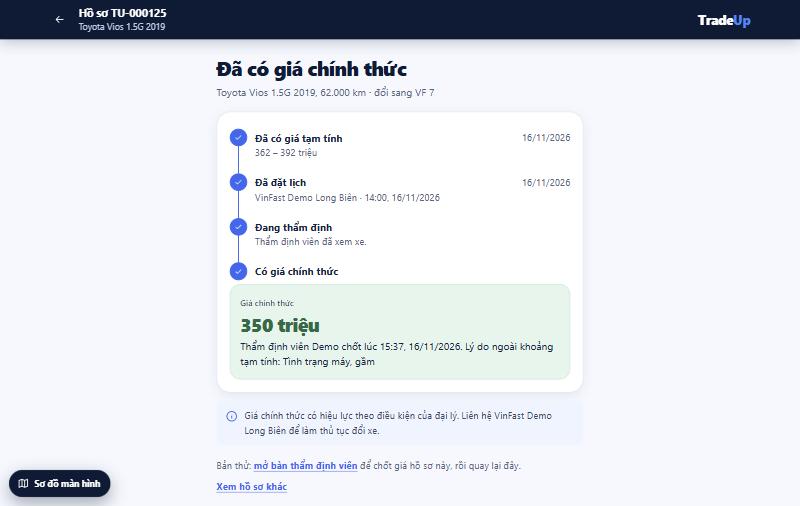 Hồ sơ TU-000125
Toyota Vios 1.5G 2019
TradeUp
Đã có giá chính thức
Toyota Vios 1.5G 2019, 62.000 km · đổi sang VF 7
Đã có giá tạm tính
16/11/2026
362 – 392 triệu
Đã đặt lịch
16/11/2026
VinFast Demo Long Biên · 14:00, 16/11/2026
Đang thẩm định
Thẩm định viên đã xem xe.
Có giá chính thức
Giá chính thức
350 triệu
Thẩm định viên Demo chốt lúc 15:37, 16/11/2026. Lý do ngoài khoảng
tạm tính: Tình trạng máy, gầm
Giá chính thức có hiệu lực theo điều kiện của đại lý. Liên hệ VinFast Demo
Long Biên để làm thủ tục đổi xe.
Bản thử: mở bàn thẩm định viên để chốt giá hồ sơ này, rồi quay lại đây.
Xem hồ sơ khác
Sơ đồ màn hình